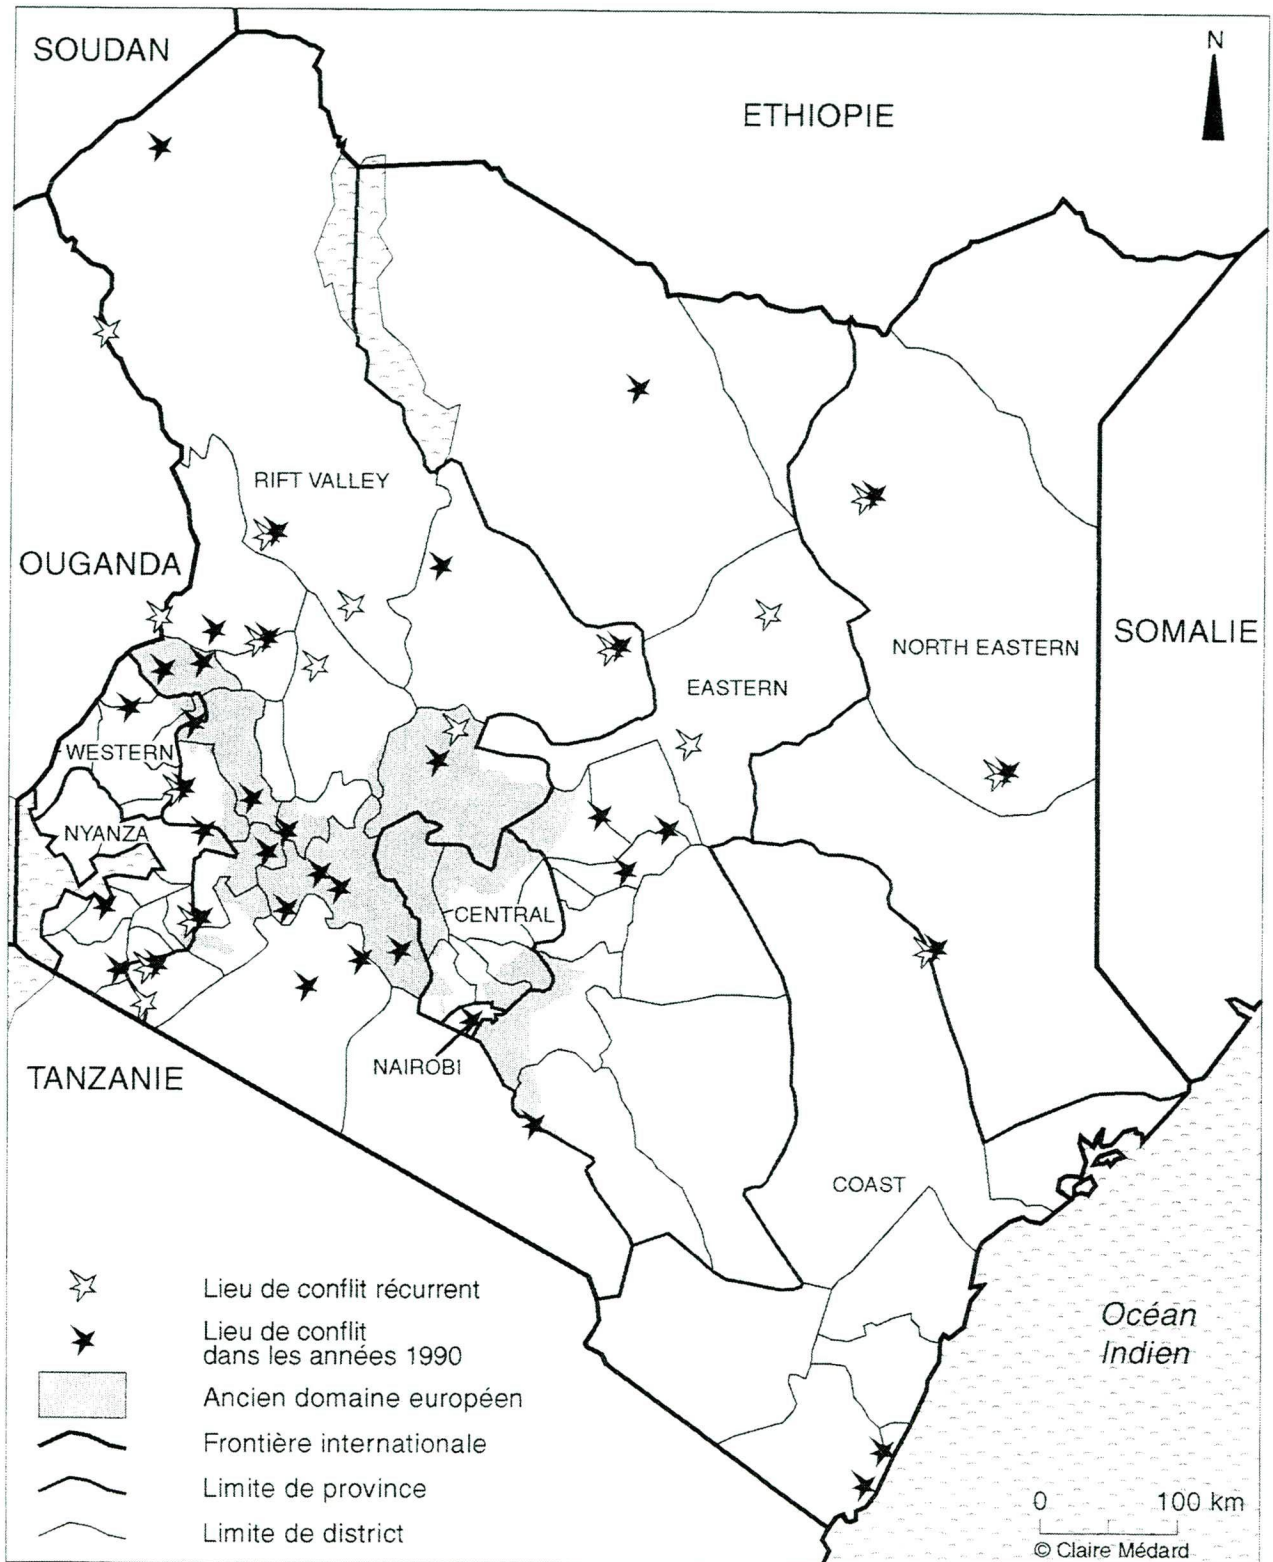 SOUDAN
N
ETHIOPIE
RIFT VALLEY
OUGANDA
SOMALIE
NORTH EASTERN
EASTERN
WESTERN
NYANZA
CENTRAL
NAIROBI
TANZANIE
COAST
Lieu de conflit récurrent
Lieu de conflit
dans les années 1990
Ancien domaine européen
Frontière internationale
Limite de province
Limite de district
Océan
Indien
0 100 km
© Claire Médard